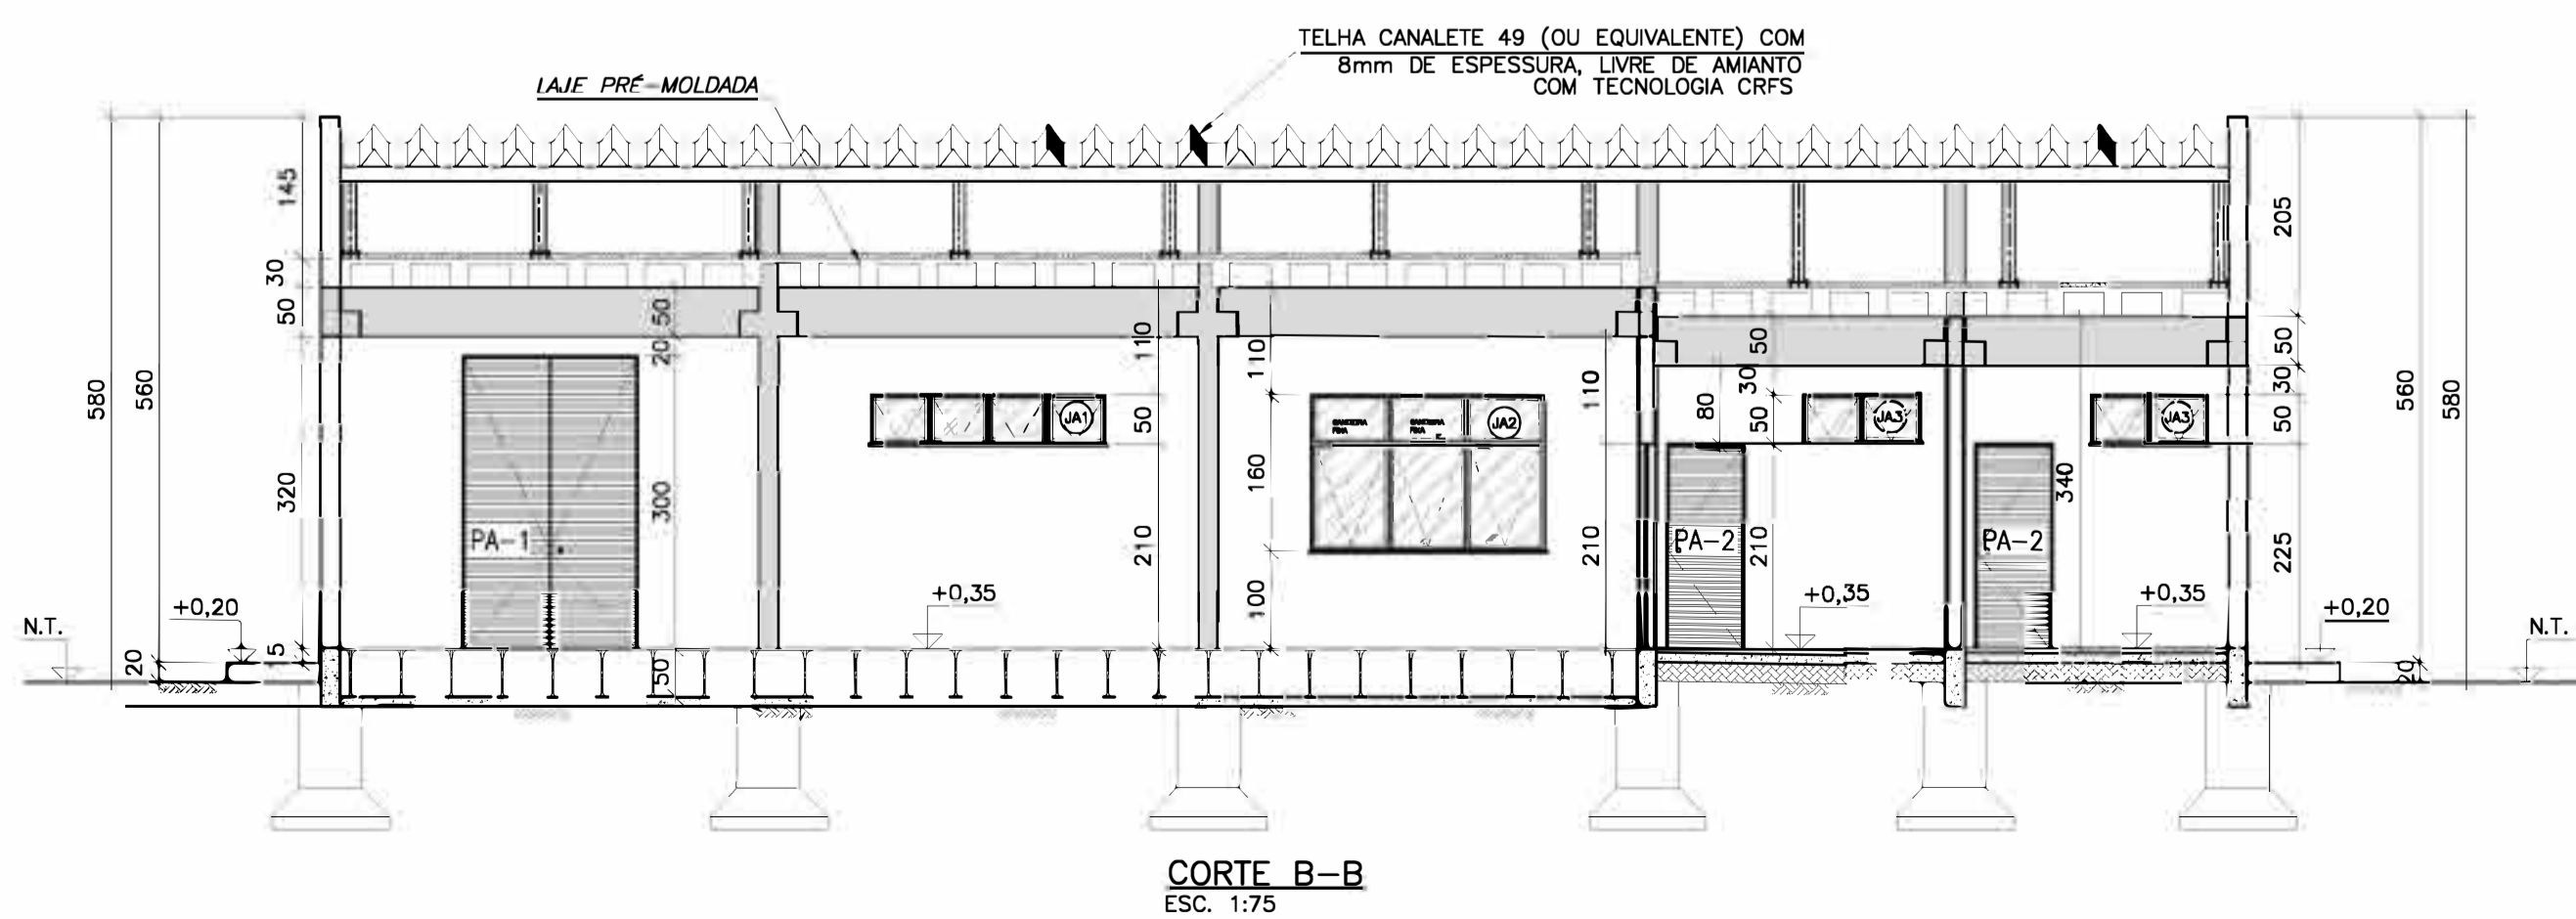 TELHA CANALETE 49 (OU EQUIVALENTE) COM
8mm DE ESPESSURA, LIVRE DE AMIANTO
COM TECNOLOGIA CRFS
LAJE PRÉ-MOLDADA
580
560
145
30
50
320
5
20
+0,20
N.T.
PA-1
50
20
300
50
+0,35
JA1
110
50
210
110
160
100
BANDEIRA
FIXA
BANDEIRA
FIXA
JA2
110
210
PA-2
80
50
30
50
210
JA3
+0,35
PA-2
340
JA3
+0,35
205
50
30
50
225
+0,20
20
560
580
N.T.
CORTE B-B
ESC. 1:75